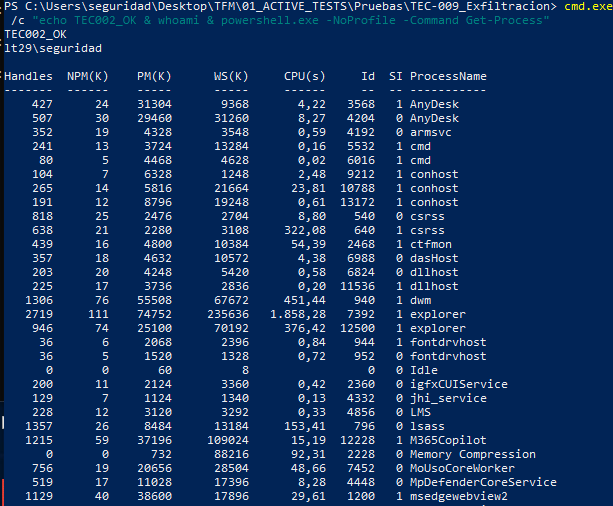 PS C:\Users\seguridad\Desktop\TFM\01_ACTIVE_TESTS\Pruebas\TEC-009_Exfiltracion> cmd.exe
/c "echo TEC002_OK & whoami & powershell.exe -NoProfile -Command Get-Process"
TEC002_OK
lt29\seguridad
Handles NPM(K) PM(K) WS(K) CPU(s) Id SI ProcessName
------- ------ ----- ----- ------ -- -- -----------
427 24 31304 9368 4,22 3568 1 AnyDesk
507 30 29460 31260 8,27 4204 0 AnyDesk
352 19 4328 3548 0,59 4192 0 armsvc
241 13 3724 13284 0,16 5532 1 cmd
80 5 4468 4628 0,02 6016 1 cmd
104 7 6328 1248 2,48 9212 1 conhost
265 14 5816 21664 23,81 10788 1 conhost
191 12 8796 19248 0,61 13172 1 conhost
818 25 2476 2704 8,80 540 0 csrss
638 21 2280 3108 322,08 640 1 csrss
439 16 4800 10384 54,39 2468 1 ctfmon
357 18 4632 10572 4,38 6988 0 dasHost
203 20 4248 5420 0,58 6824 0 dllhost
225 17 3736 2836 0,20 11536 1 dllhost
1306 76 55508 67672 451,44 940 1 dwm
2719 111 74752 235636 1.858,28 7392 1 explorer
946 74 25100 70192 376,42 12500 1 explorer
36 6 2068 2396 0,84 944 1 fontdrvhost
36 5 1520 1328 0,72 952 0 fontdrvhost
0 0 60 8 0 0 Idle
200 11 2124 3360 0,42 2360 0 igfxCUIService
129 7 1124 1340 0,13 4332 0 jhi_service
228 12 3120 3292 0,33 4856 0 LMS
1357 26 8484 13184 153,41 796 0 lsass
1215 59 37196 109024 15,19 12228 1 M365Copilot
0 0 732 88216 92,31 2228 0 Memory Compression
756 19 20656 28504 48,66 7452 0 MoUsoCoreWorker
519 17 11028 17396 8,28 4448 0 MpDefenderCoreService
1129 40 38600 17896 29,61 1200 1 msedgewebview2